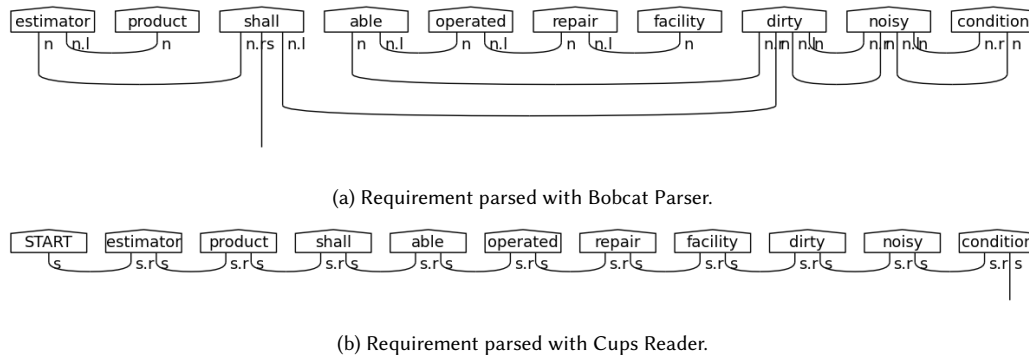 estimator product shall able operated repair facility dirty noisy condition
n n.l n n.r s n.l n n.l n n.l n n.l n n.r n n.l n n.r n n.l n n.r n
(a) Requirement parsed with Bobcat Parser.
START estimator product shall able operated repair facility dirty noisy condition
s s.r s s.r s s.r s s.r s s.r s s.r s s.r s s.r s s.r s s.r s
(b) Requirement parsed with Cups Reader.